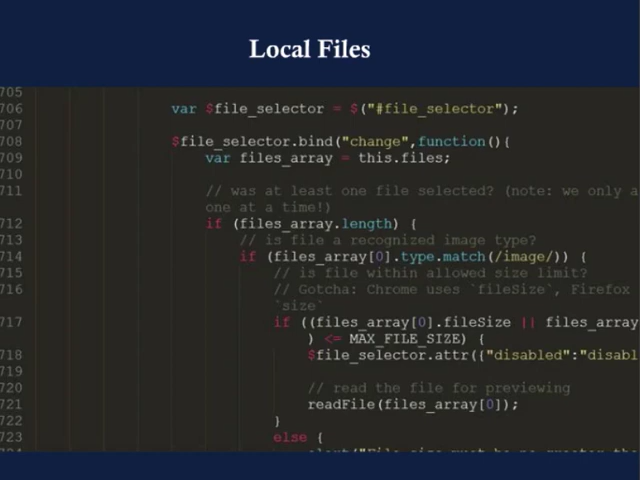 Local Files
705
706 var $file_selector = $("#file_selector");
707
708 $file_selector.bind("change",function(){
709 var files_array = this.files;
710
711 // was at least one file selected? (note: we only a
one at a time!)
712 if (files_array.length) {
713 // is file a recognized image type?
714 if (files_array[0].type.match(/image/)) {
715 // is file within allowed size limit?
716 // Gotcha: Chrome uses `fileSize`, Firefox
`size`
717 if ((files_array[0].fileSize || files_array
) <= MAX_FILE_SIZE) {
718 $file_selector.attr({"disabled":"disabl
719
720 // read the file for previewing
721 readFile(files_array[0]);
722 }
723 else {